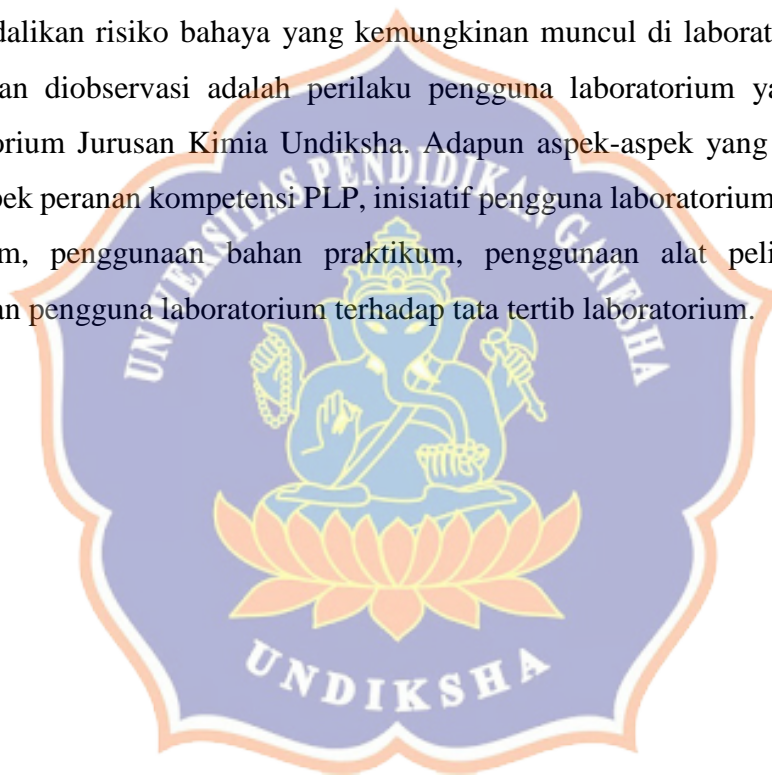 dalikan risiko bahaya yang kemungkinan muncul di laborat
an diobservasi adalah perilaku pengguna laboratorium ya
orium Jurusan Kimia Undiksha. Adapun aspek-aspek yang
pek peranan kompetensi PLP, inisiatif pengguna laboratorium
m, penggunaan bahan praktikum, penggunaan alat peli
an pengguna laboratorium terhadap tata tertib laboratorium.
UNIVERSITAS PENDIDIKAN GANESHA
UNDIKSHA